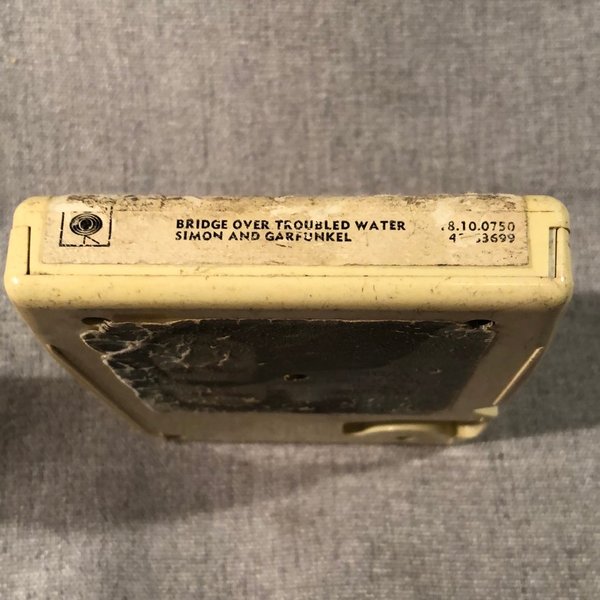 BRIDGE OVER TROUBLED WATER
SIMON AND GARFUNKEL
8.10.0750